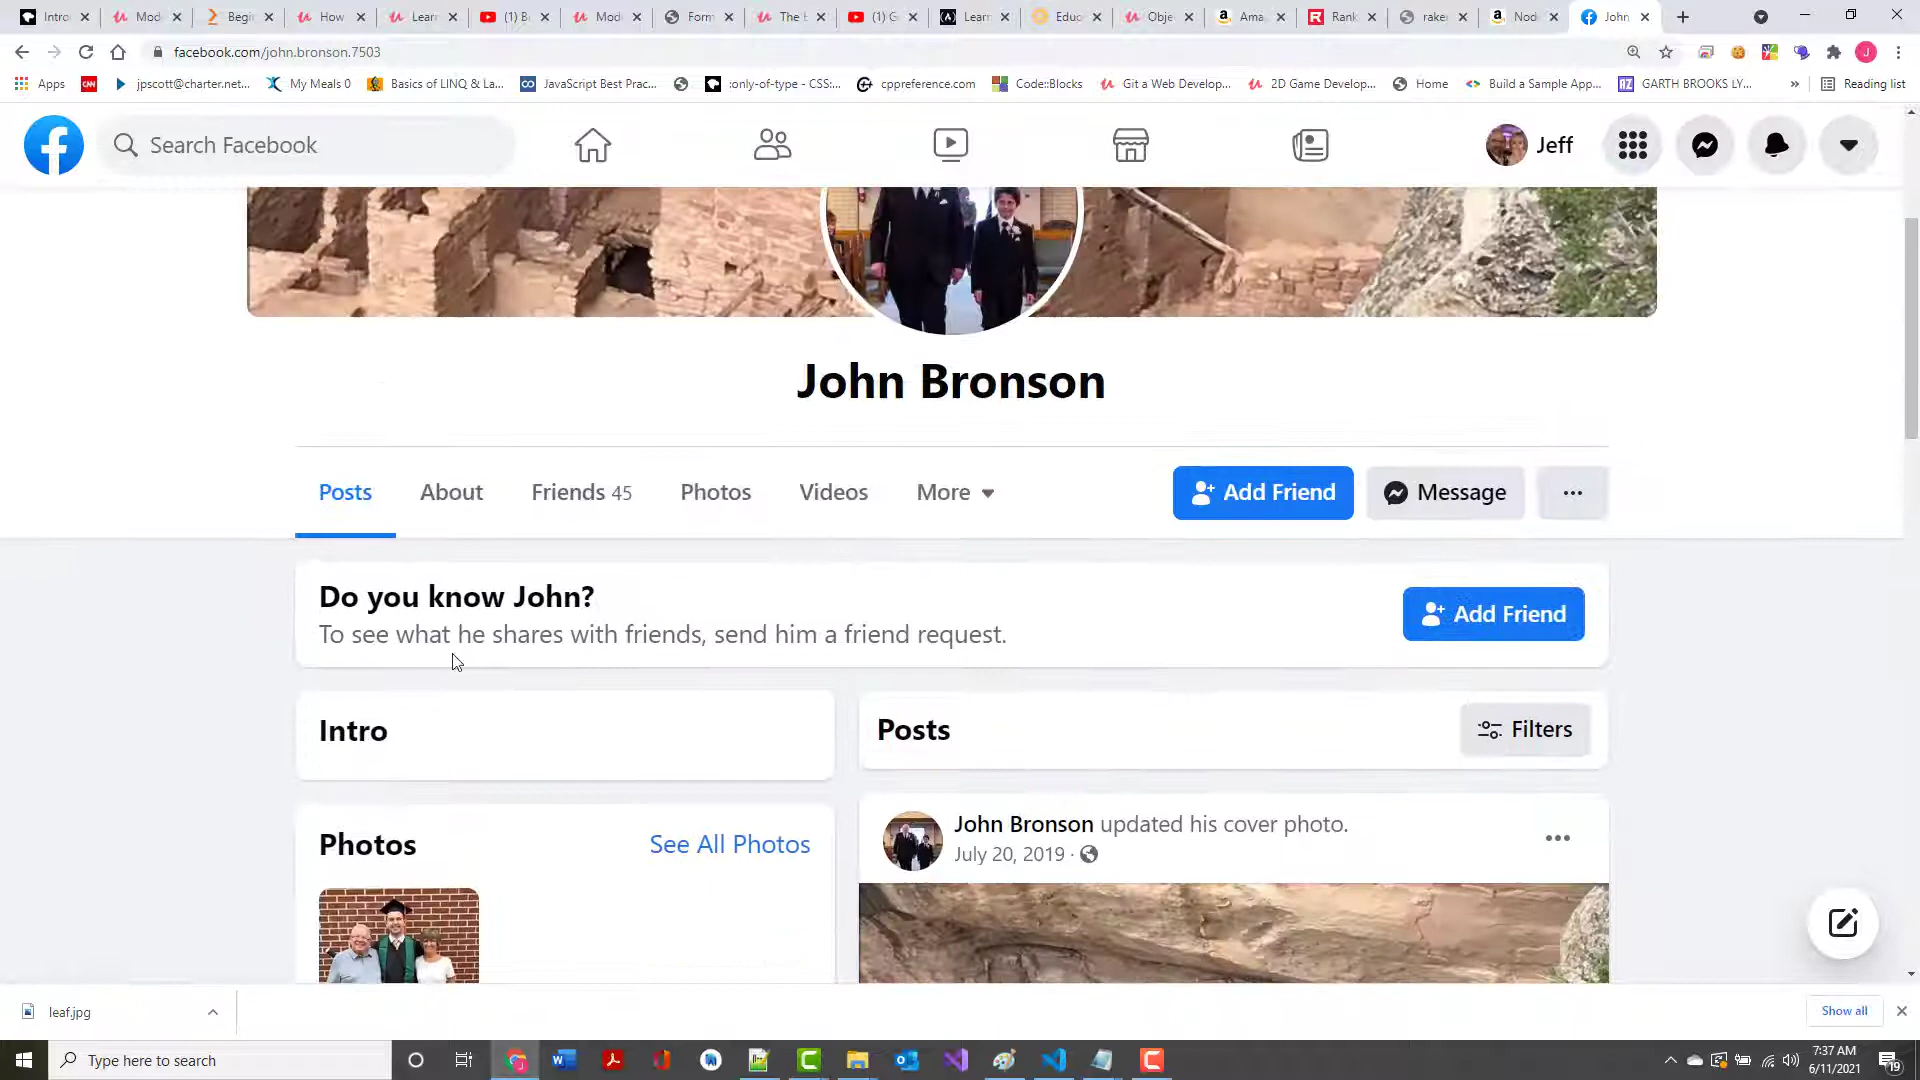 Intro
Mod
Begi
How
Learn
(1) B
Mod
Form
The
(1) G
Learn
Educ
Obje
Ama
Rank
rake
Nod
John
facebook.com/john.bronson.7503
Apps
jpscott@charter.net...
My Meals 0
Basics of LINQ & La...
JavaScript Best Prac...
:only-of-type - CSS:...
cppreference.com
Code::Blocks
Git a Web Develop...
2D Game Develop...
Home
Build a Sample App...
GARTH BROOKS LY...
»
Reading list
Search Facebook
Jeff
John Bronson
Posts
About
Friends 45
Photos
Videos
More
Add Friend
Message
...
Do you know John?
To see what he shares with friends, send him a friend request.
Add Friend
Intro
Posts
Filters
Photos
See All Photos
John Bronson updated his cover photo.
July 20, 2019 ·
leaf.jpg
Show all
Type here to search
7:37 AM
6/11/2021
19